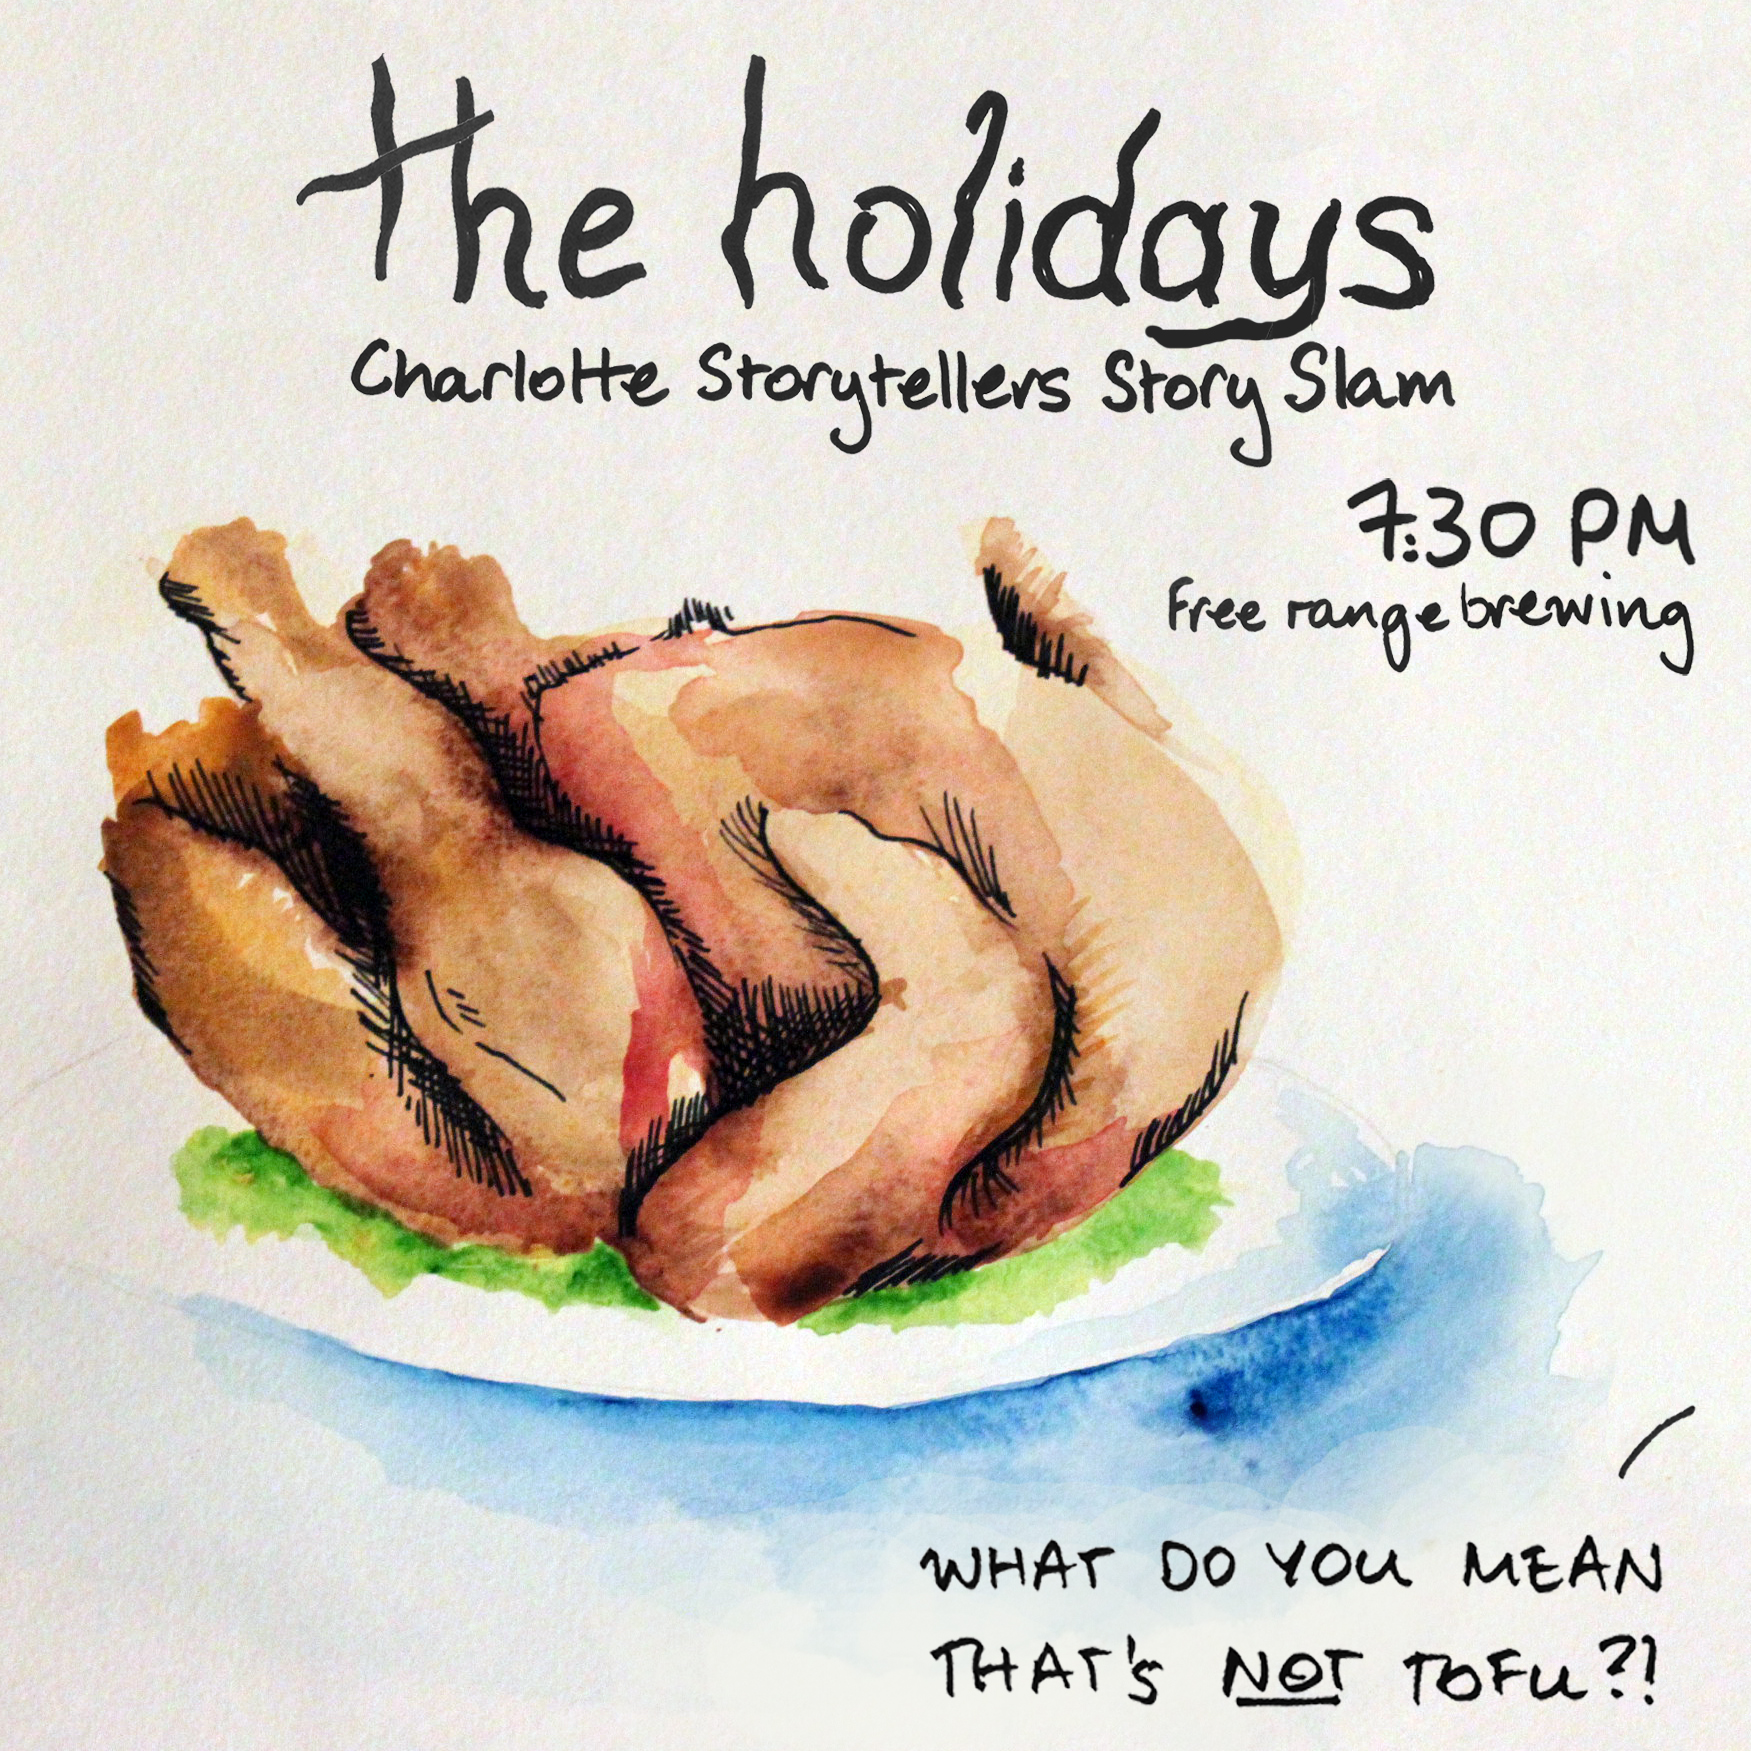 the holidays
Charlotte Storytellers Story Slam
7:30 PM
Free range brewing
WHAT DO YOU MEAN
THAT'S NOT TOFU?!